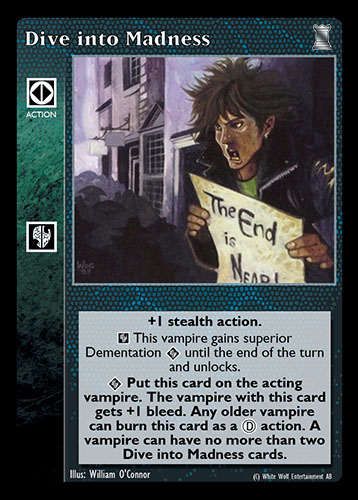 Dive into Madness
ACTION
The End
is
Near!
+1 stealth action.
This vampire gains superior
Dementation until the end of the turn
and unlocks.
Put this card on the acting
vampire. The vampire with this card
gets +1 bleed. Any older vampire
can burn this card as a D action. A
vampire can have no more than two
Dive into Madness cards.
Illus: William O'Connor
(C) White Wolf Entertainment AB